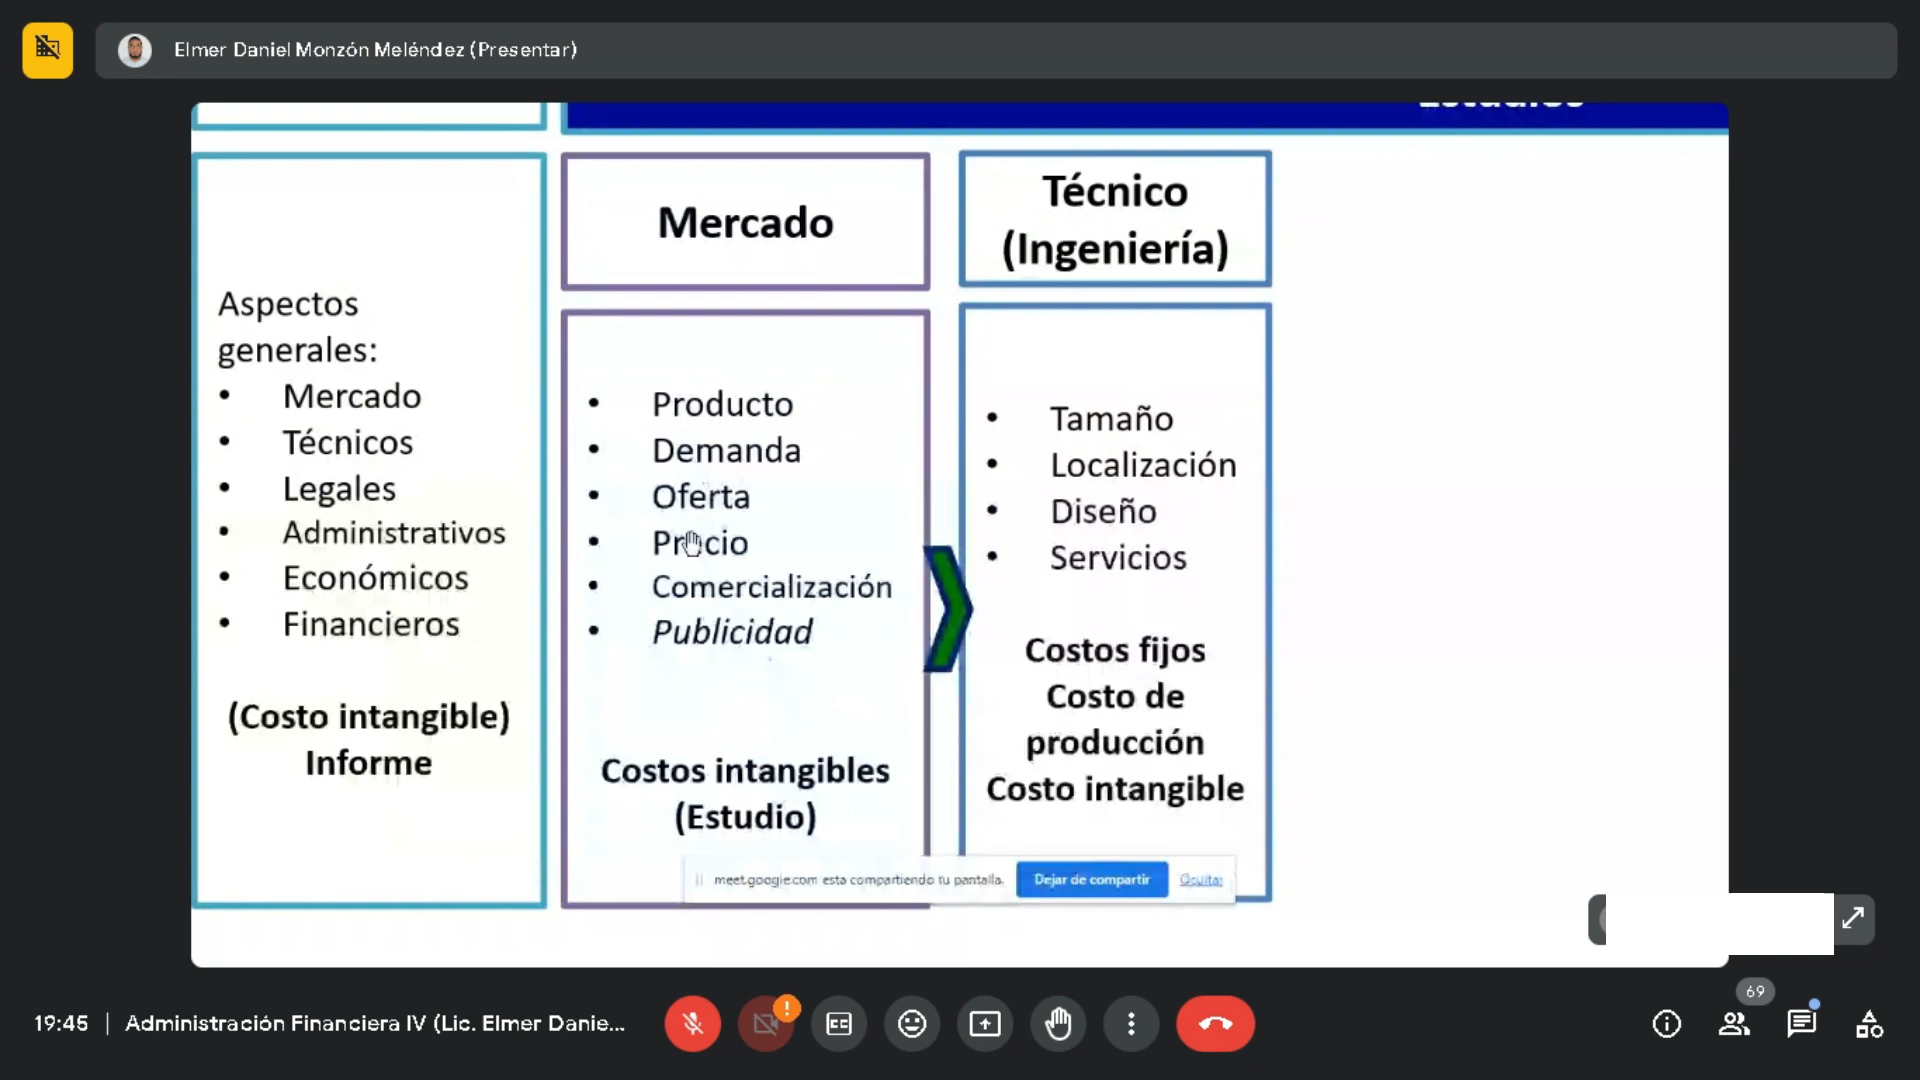 Elmer Daniel Monzón Meléndez (Presentar)
Aspectos
generales:
• Mercado
• Técnicos
• Legales
• Administrativos
• Económicos
• Financieros
(Costo intangible)
Informe
Mercado
• Producto
• Demanda
• Oferta
• Precio
• Comercialización
• Publicidad
Costos intangibles
(Estudio)
Técnico
(Ingeniería)
• Tamaño
• Localización
• Diseño
• Servicios
Costos fijos
Costo de
producción
Costo intangible
meet.google.com esta compartiendo tu pantalla.
Dejar de compartir
Ocultar
69
19:45 | Administración Financiera IV (Lic. Elmer Danie...